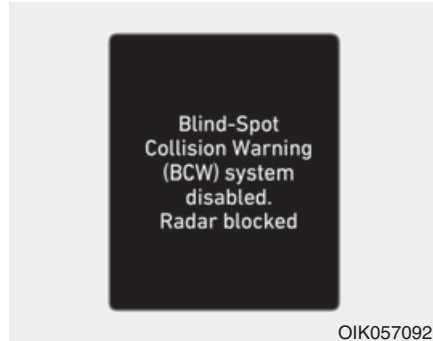 Blind-Spot
Collision Warning
(BCW) system
disabled.
Radar blocked
OIK057092